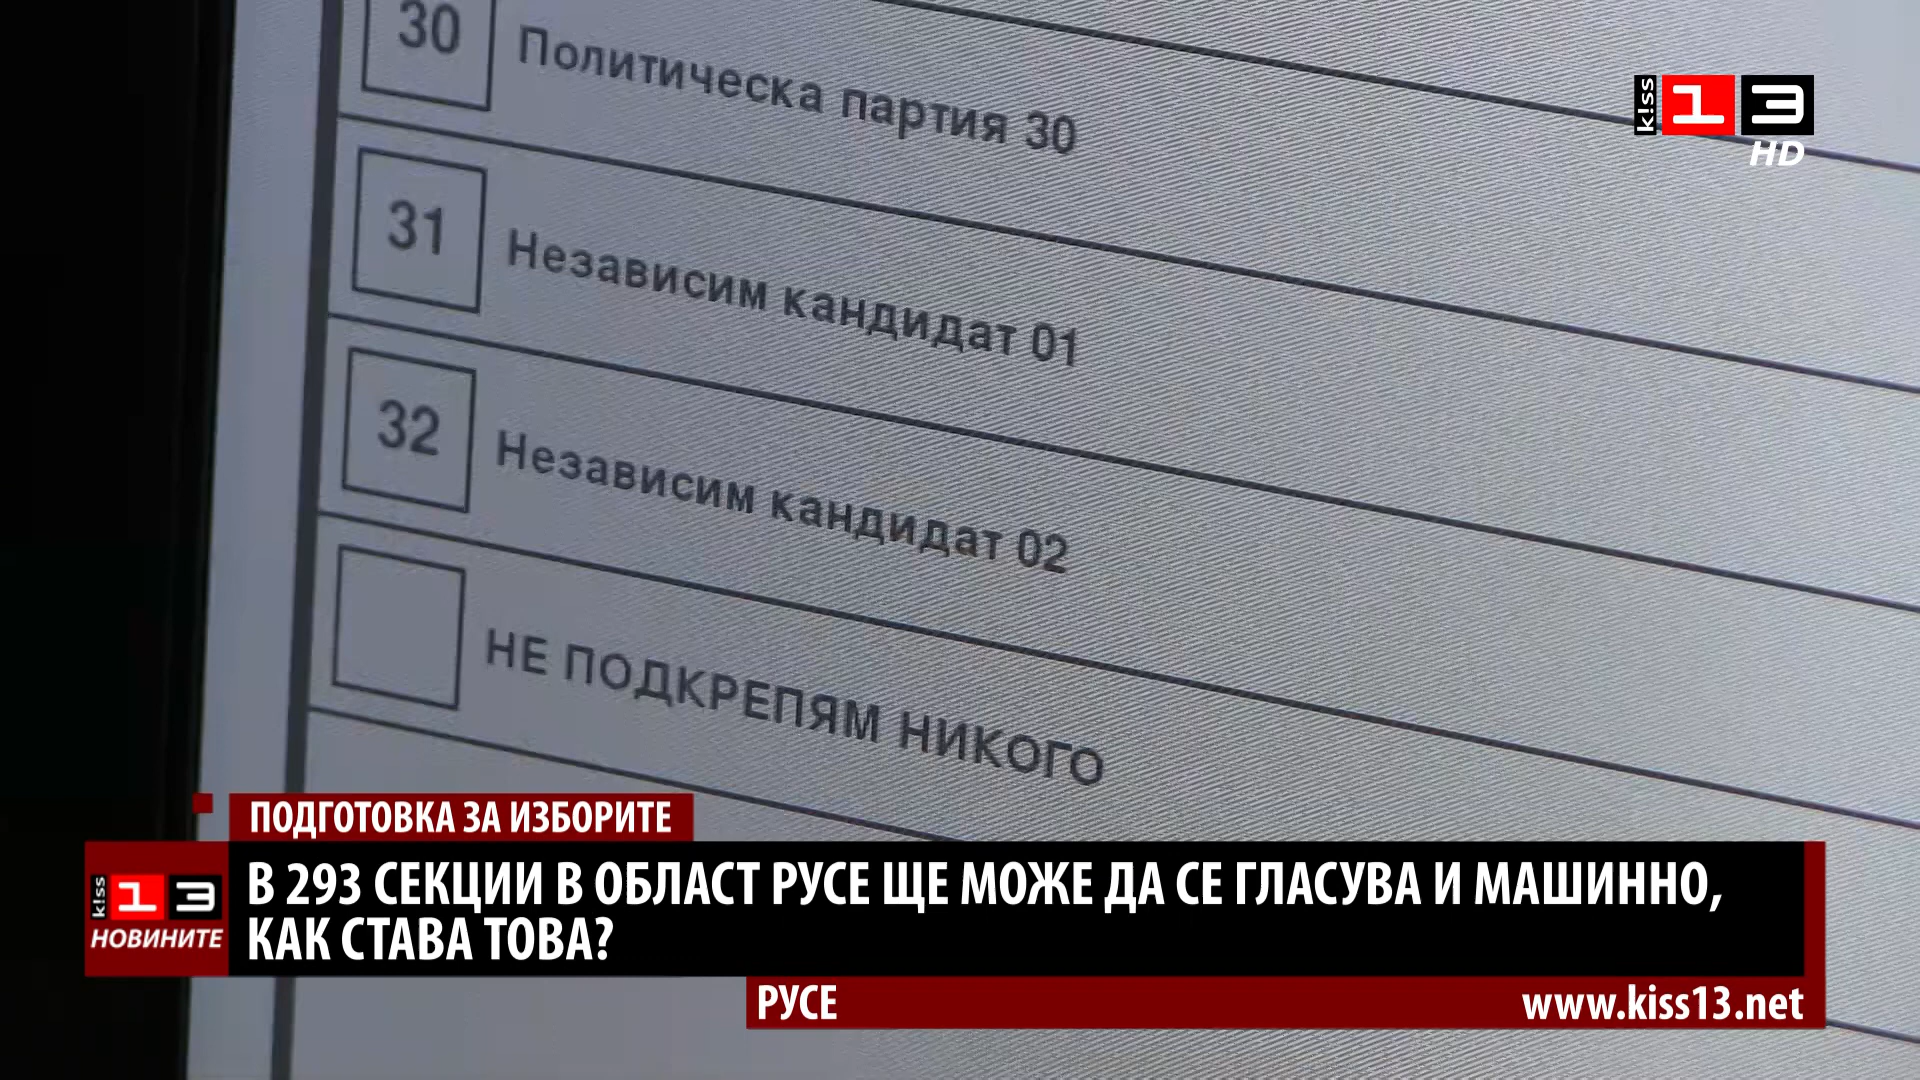 30 Политическа партия 30
k!ss 13
HD
31 Независим кандидат 01
32 Независим кандидат 02
НЕ ПОДКРЕПЯМ НИКОГО
ПОДГОТОВКА ЗА ИЗБОРИТЕ
k!ss 13
НОВИНИТЕ
В 293 СЕКЦИИ В ОБЛАСТ РУСЕ ЩЕ МОЖЕ ДА СЕ ГЛАСУВА И МАШИННО,
КАК СТАВА ТОВА?
РУСЕ
www.kiss13.net